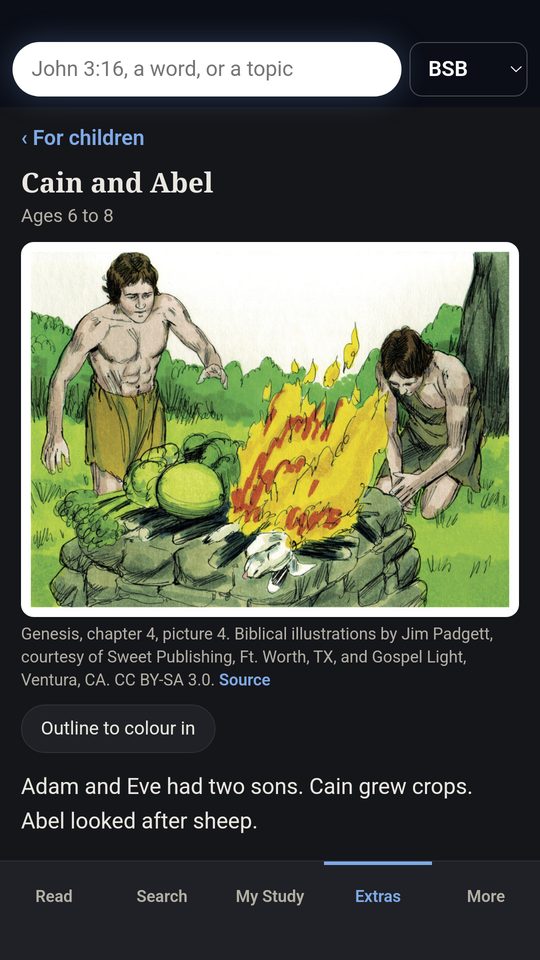 John 3:16, a word, or a topic
BSB
‹ For children
Cain and Abel
Ages 6 to 8
Genesis, chapter 4, picture 4. Biblical illustrations by Jim Padgett,
courtesy of Sweet Publishing, Ft. Worth, TX, and Gospel Light,
Ventura, CA. CC BY-SA 3.0. Source
Outline to colour in
Adam and Eve had two sons. Cain grew crops.
Abel looked after sheep.
Read
Search
My Study
Extras
More